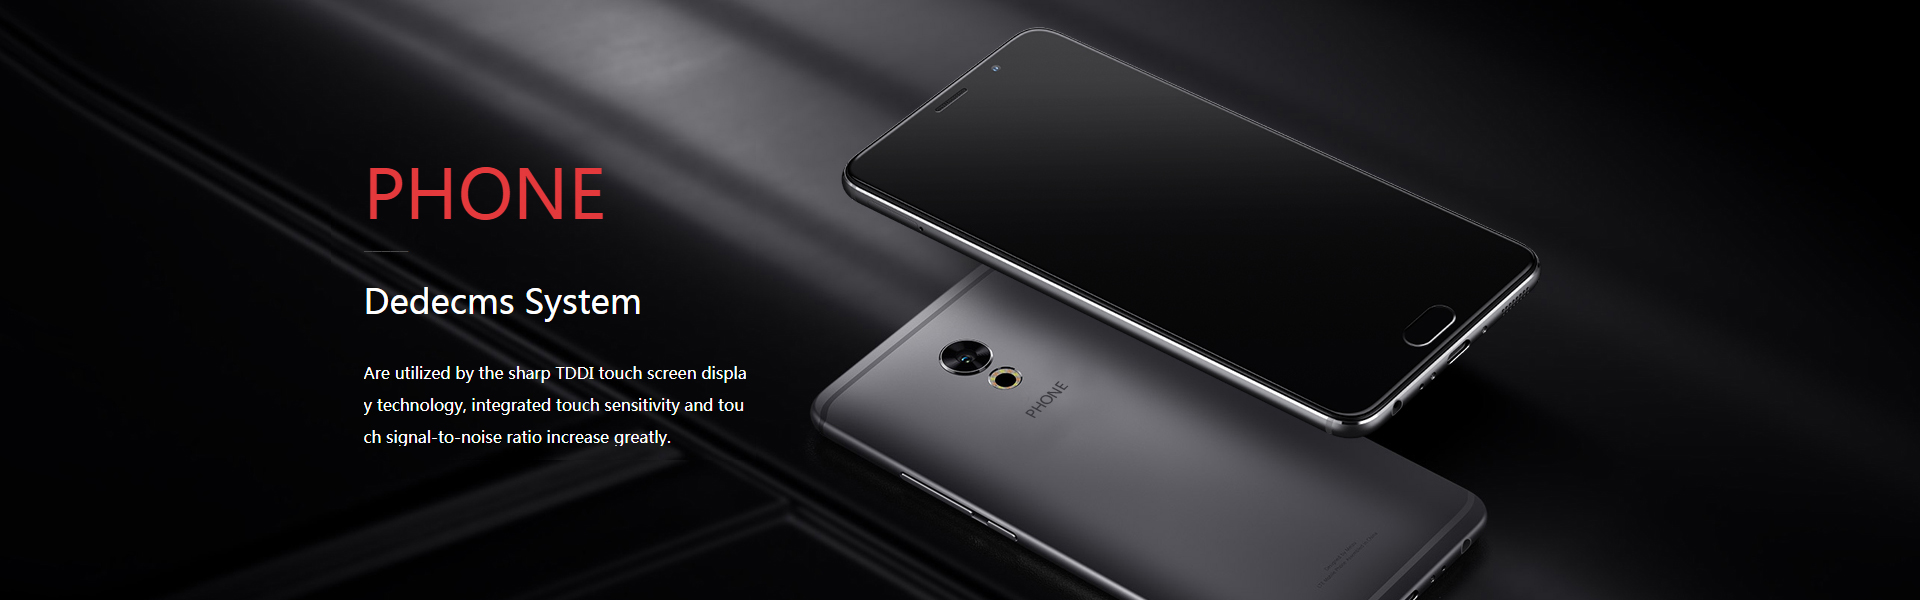 PHONE
Dedecms System
Are utilized by the sharp TDDI touch screen displa
y technology, integrated touch sensitivity and tou
ch signal-to-noise ratio increase greatly.
PHONE